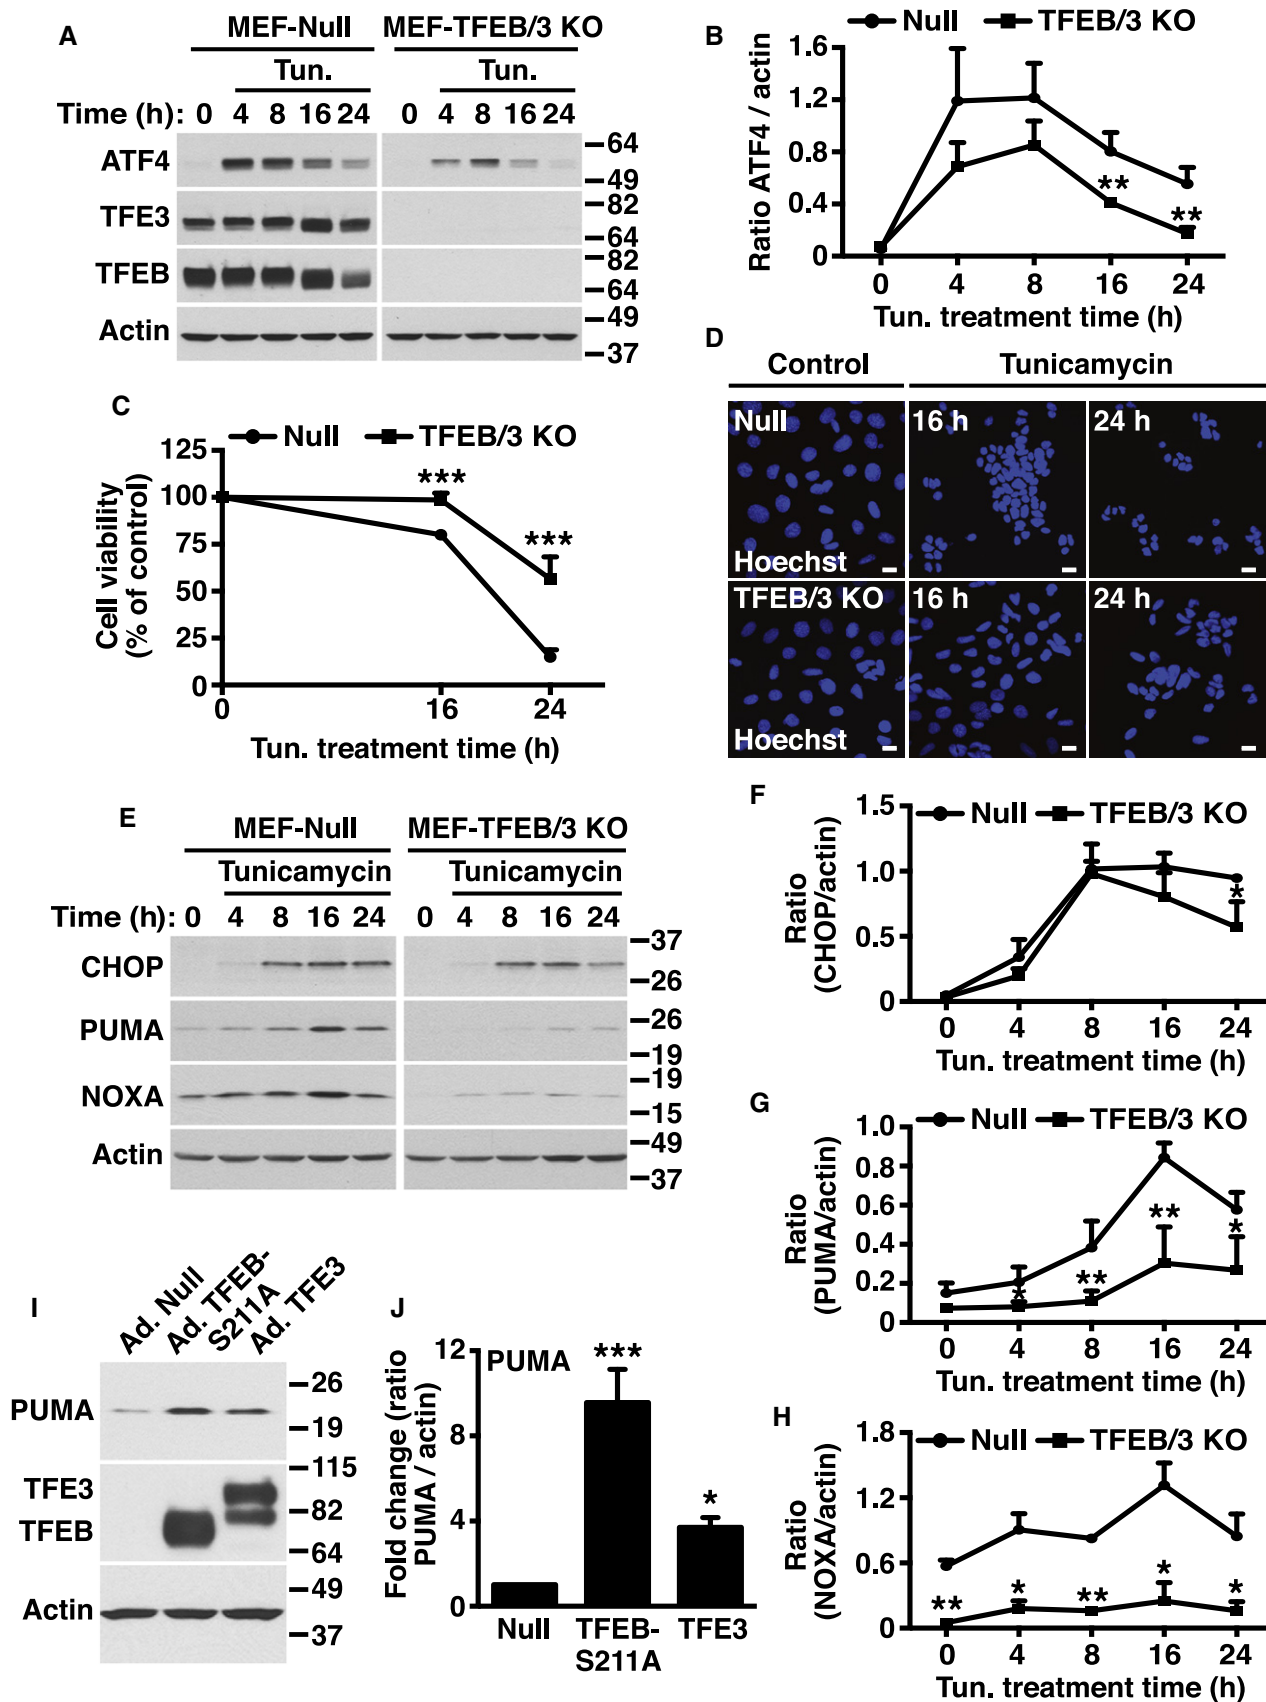 A
MEF-Null MEF-TFEB/3 KO
Tun. Tun.
Time (h): 0 4 8 16 24 0 4 8 16 24
ATF4
64
49
TFE3
82
64
TFEB
82
64
Actin
49
37
B
Null TFEB/3 KO
Ratio ATF4 / actin
1.6
1.2
0.8
0.4
0
** **
0 4 8 16 24
Tun. treatment time (h)
C
Null TFEB/3 KO
Cell viability
(% of control)
125
100
75
50
25
0
*** ***
0 16 24
Tun. treatment time (h)
D
Control Tunicamycin
Null 16 h 24 h
Hoechst
TFEB/3 KO 16 h 24 h
Hoechst
E
MEF-Null MEF-TFEB/3 KO
Tunicamycin Tunicamycin
Time (h): 0 4 8 16 24 0 4 8 16 24
CHOP
37
26
PUMA
26
19
NOXA
19
15
Actin
49
37
F
Null TFEB/3 KO
Ratio
(CHOP/actin)
1.5
1.0
0.5
0
*
0 4 8 16 24
Tun. treatment time (h)
G
Null TFEB/3 KO
Ratio
(PUMA/actin)
1.0
0.8
0.6
0.4
0.2
0
* ** ** *
0 4 8 16 24
Tun. treatment time (h)
H
Null TFEB/3 KO
Ratio
(NOXA/actin)
1.8
1.2
0.6
0
** * ** * *
0 4 8 16 24
Tun. treatment time (h)
I
Ad. Null
Ad. TFEB-
S211A
Ad. TFE3
PUMA
26
19
TFE3
TFEB
115
82
64
Actin
49
37
J
PUMA
Fold change (ratio
PUMA / actin)
12
8
4
0
*** *
Null TFEB-
S211A TFE3